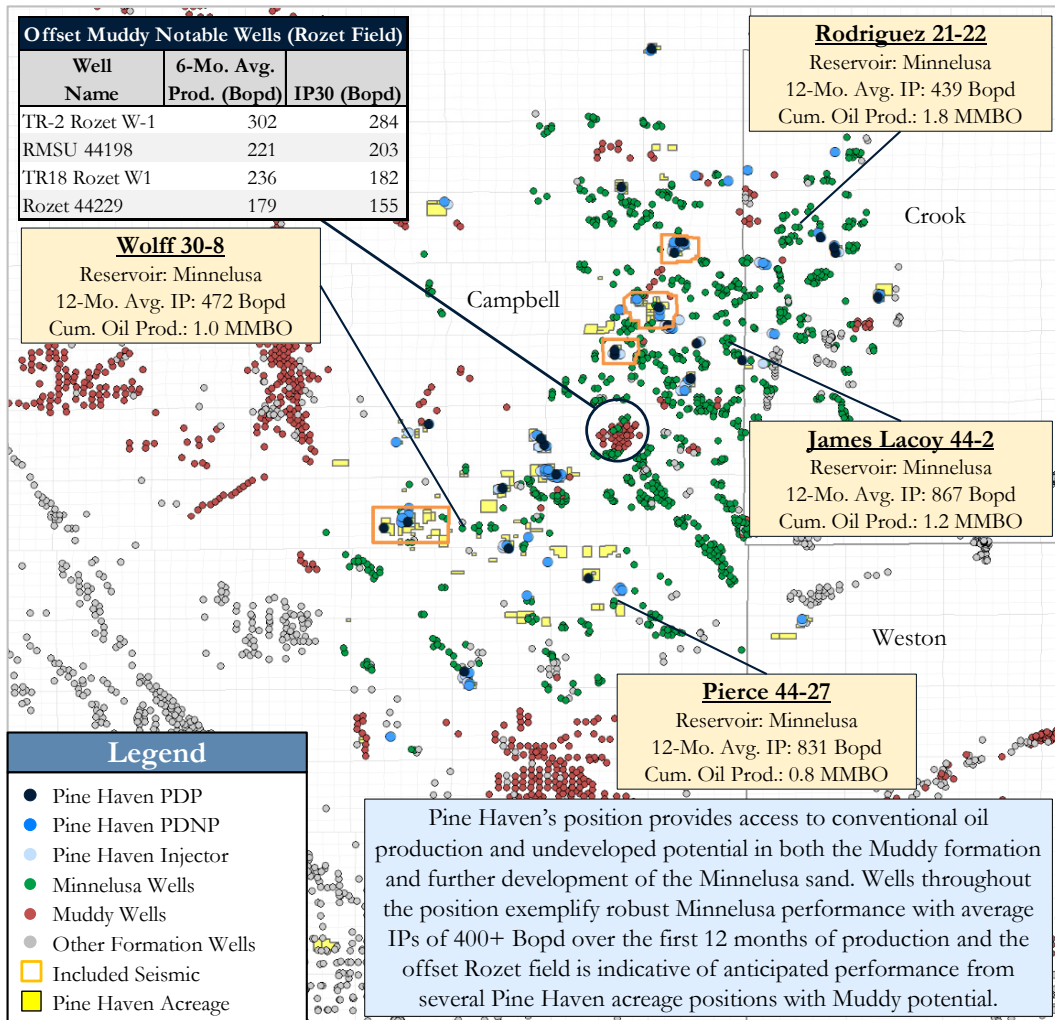 Offset Muddy Notable Wells (Rozet Field)
Well Name 6-Mo. Avg. Prod. (Bopd) IP30 (Bopd)
TR-2 Rozet W-1 302 284
RMSU 44198 221 203
TR18 Rozet W1 236 182
Rozet 44229 179 155
Rodriguez 21-22
Reservoir: Minnelusa
12-Mo. Avg. IP: 439 Bopd
Cum. Oil Prod.: 1.8 MMBO
Crook
Wolff 30-8
Reservoir: Minnelusa
12-Mo. Avg. IP: 472 Bopd
Cum. Oil Prod.: 1.0 MMBO
Campbell
James Lacoy 44-2
Reservoir: Minnelusa
12-Mo. Avg. IP: 867 Bopd
Cum. Oil Prod.: 1.2 MMBO
Weston
Pierce 44-27
Reservoir: Minnelusa
12-Mo. Avg. IP: 831 Bopd
Cum. Oil Prod.: 0.8 MMBO
Legend
Pine Haven PDP
Pine Haven PDNP
Pine Haven Injector
Minnelusa Wells
Muddy Wells
Other Formation Wells
Included Seismic
Pine Haven Acreage
Pine Haven's position provides access to conventional oil
production and undeveloped potential in both the Muddy formation
and further development of the Minnelusa sand. Wells throughout
the position exemplify robust Minnelusa performance with average
IPs of 400+ Bopd over the first 12 months of production and the
offset Rozet field is indicative of anticipated performance from
several Pine Haven acreage positions with Muddy potential.